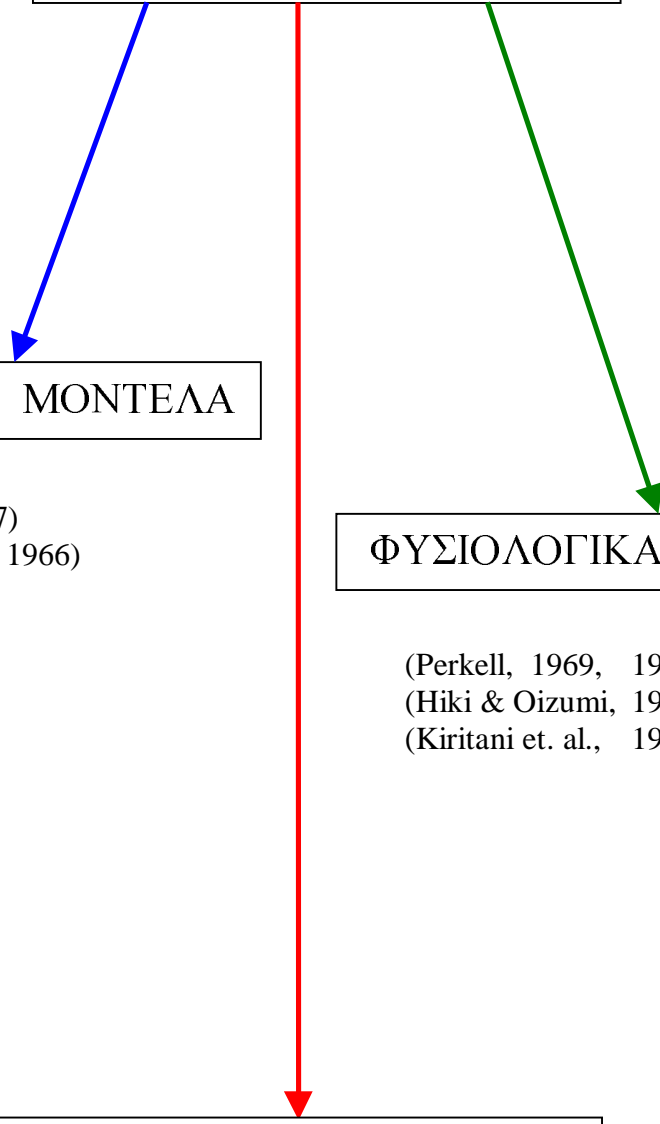 ΜΟΝΤΕΛΑ
7)
1966)
ΦΥΣΙΟΛΟΓΙΚΑ
(Perkell, 1969, 19
(Hiki & Oizumi, 19
(Kiritani et. al., 19